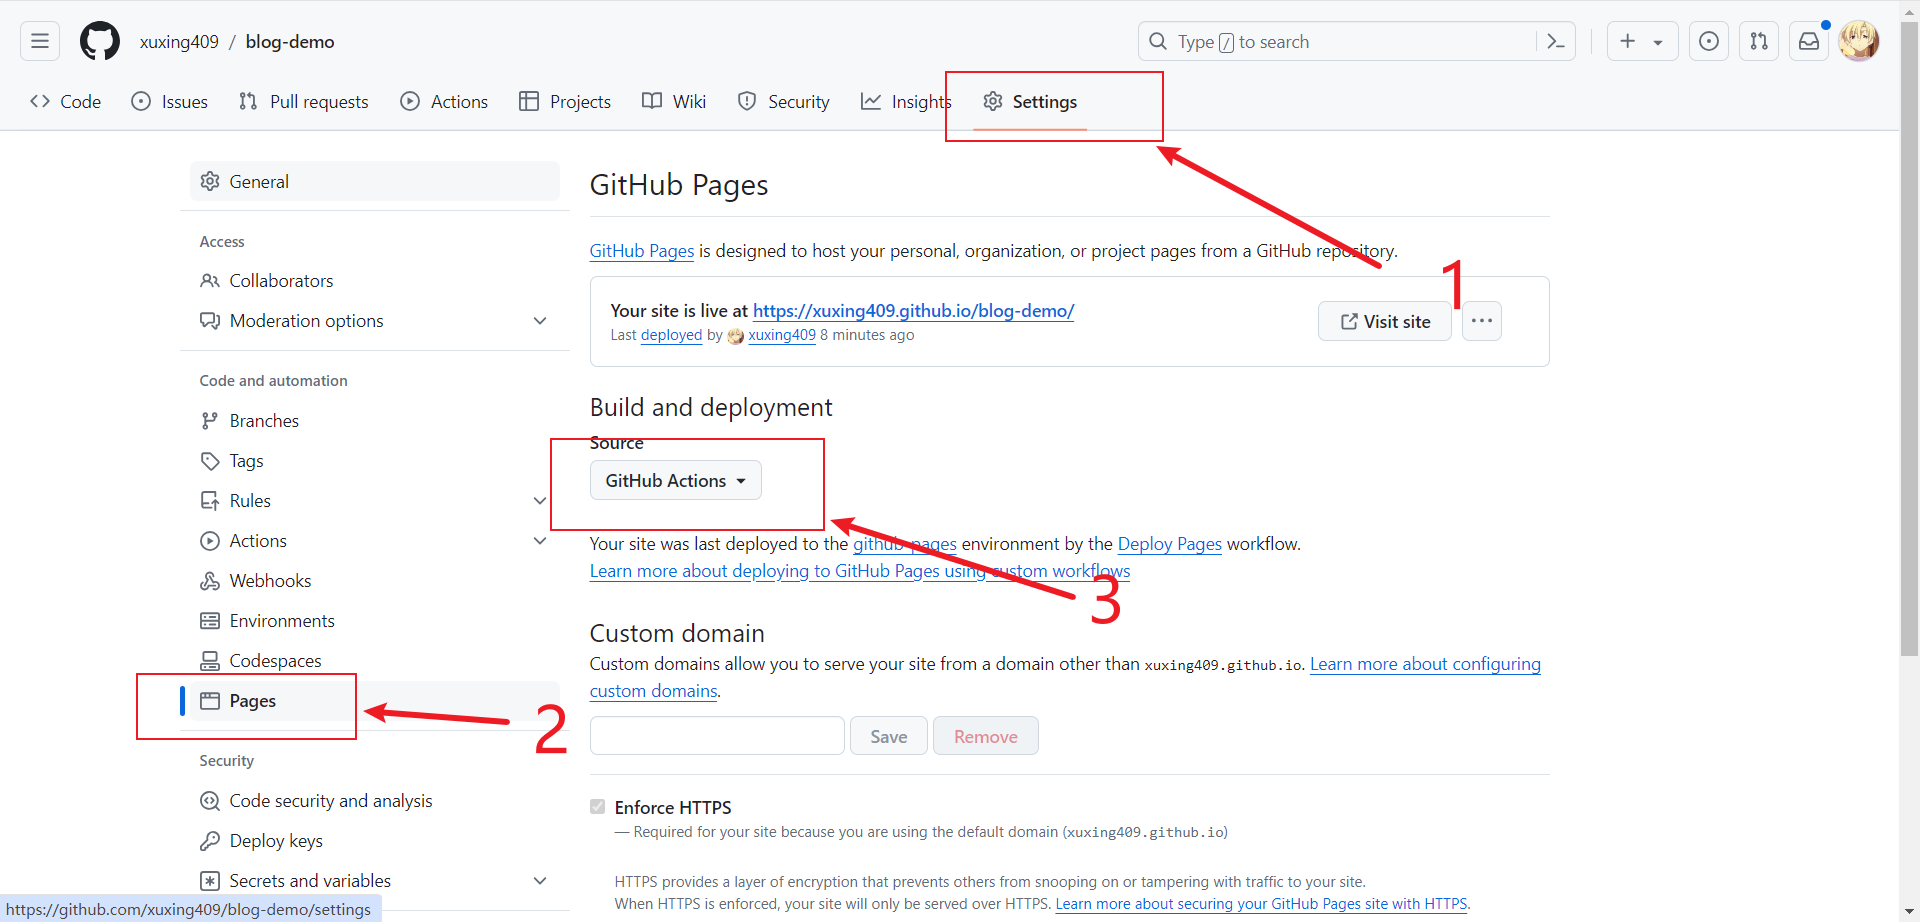 xuxing409 / blog-demo
Type / to search
Code Issues Pull requests Actions Projects Wiki Security Insights Settings
General
Access
Collaborators
Moderation options
Code and automation
Branches
Tags
Rules
Actions
Webhooks
Environments
Codespaces
Pages
Security
Code security and analysis
Deploy keys
Secrets and variables
https://github.com/xuxing409/blog-demo/settings
GitHub Pages
GitHub Pages is designed to host your personal, organization, or project pages from a GitHub repository.
1
Your site is live at https://xuxing409.github.io/blog-demo/
Last deployed by xuxing409 8 minutes ago
Visit site
Build and deployment
Source
GitHub Actions
Your site was last deployed to the github-pages environment by the Deploy Pages workflow.
Learn more about deploying to GitHub Pages using custom workflows
3
Custom domain
Custom domains allow you to serve your site from a domain other than xuxing409.github.io. Learn more about configuring
custom domains.
2
Save Remove
Enforce HTTPS
— Required for your site because you are using the default domain (xuxing409.github.io)
HTTPS provides a layer of encryption that prevents others from snooping on or tampering with traffic to your site.
When HTTPS is enforced, your site will only be served over HTTPS. Learn more about securing your GitHub Pages site with HTTPS.